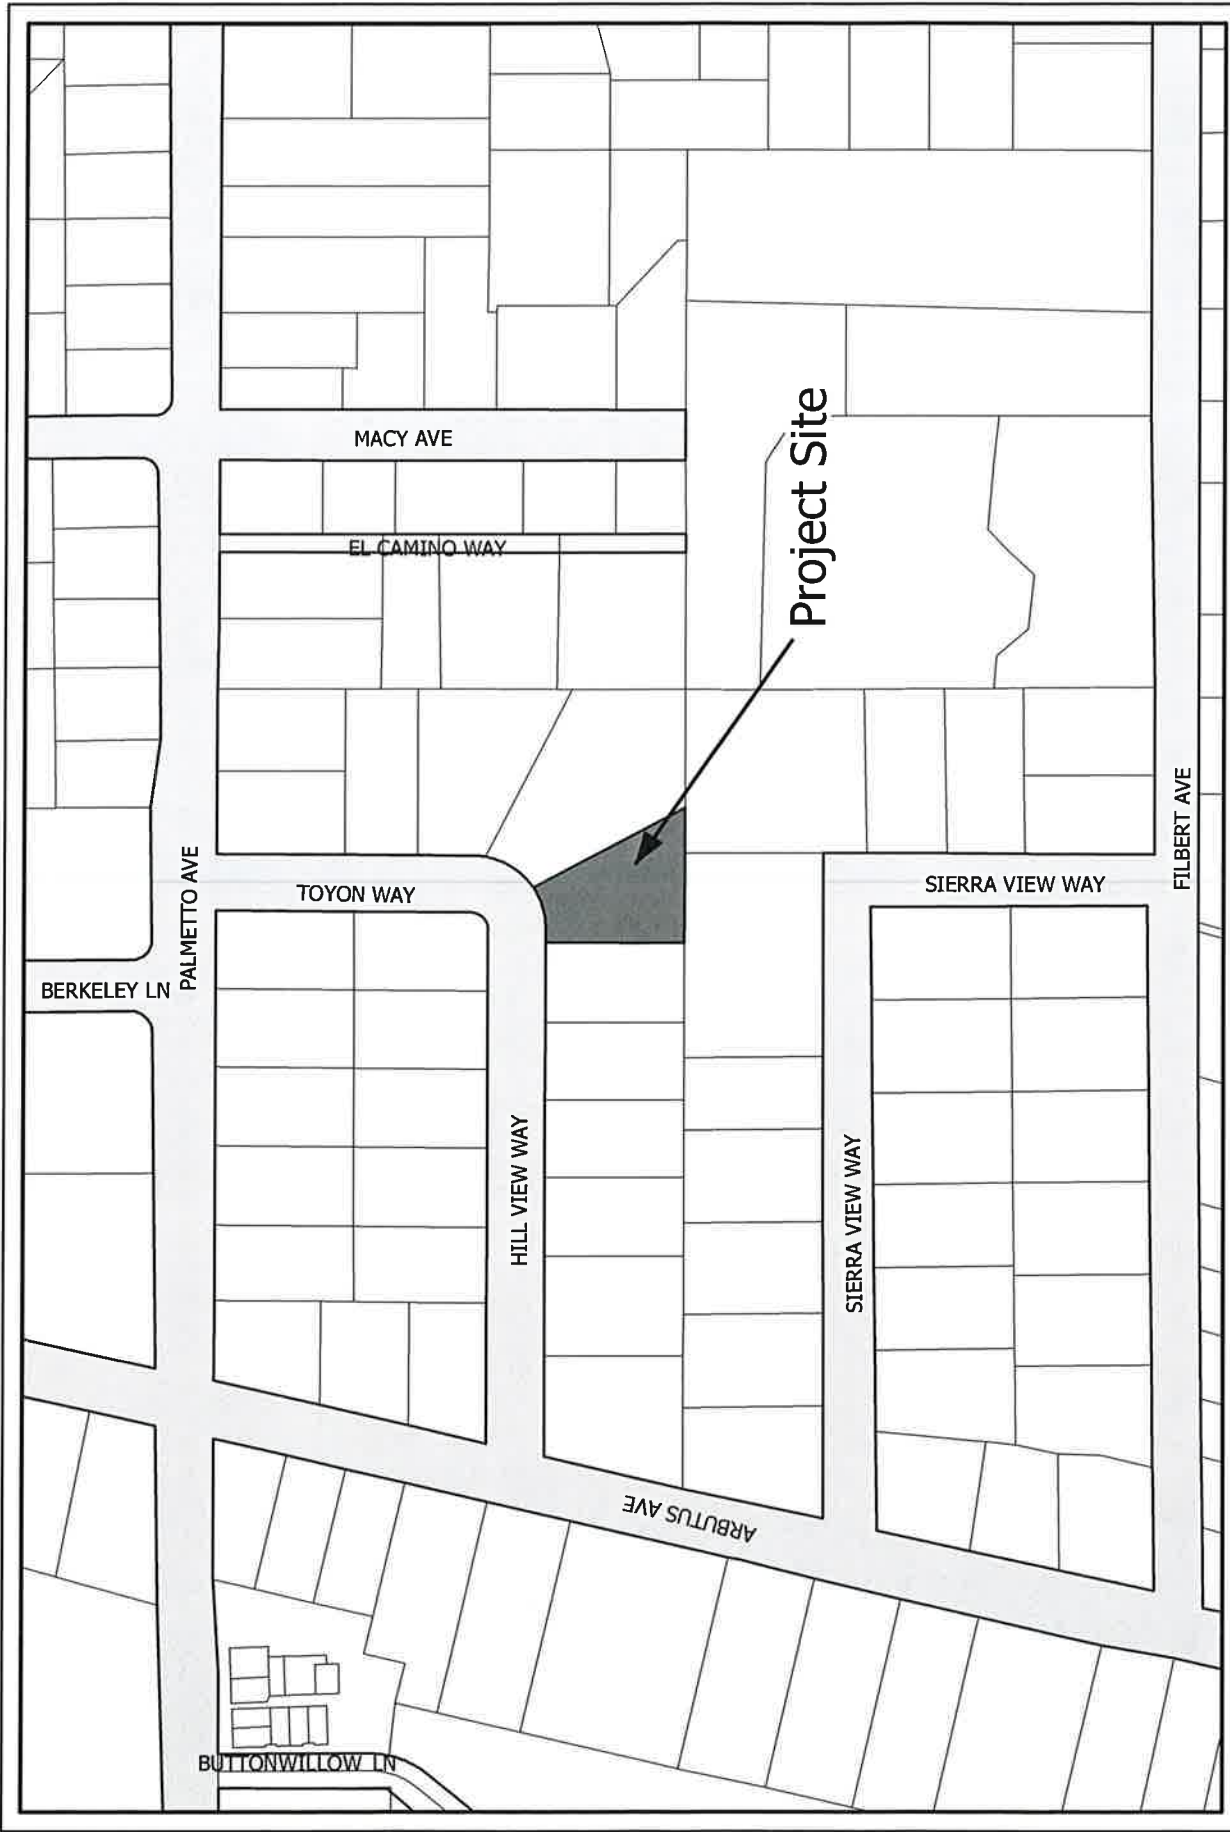 MACY AVE
Project Site
EL CAMINO WAY
FILBERT AVE
PALMETTO AVE
TOYON WAY
SIERRA VIEW WAY
BERKELEY LN
HILL VIEW WAY
SIERRA VIEW WAY
ARBUTUS AVE
BUTTONWILLOW LN